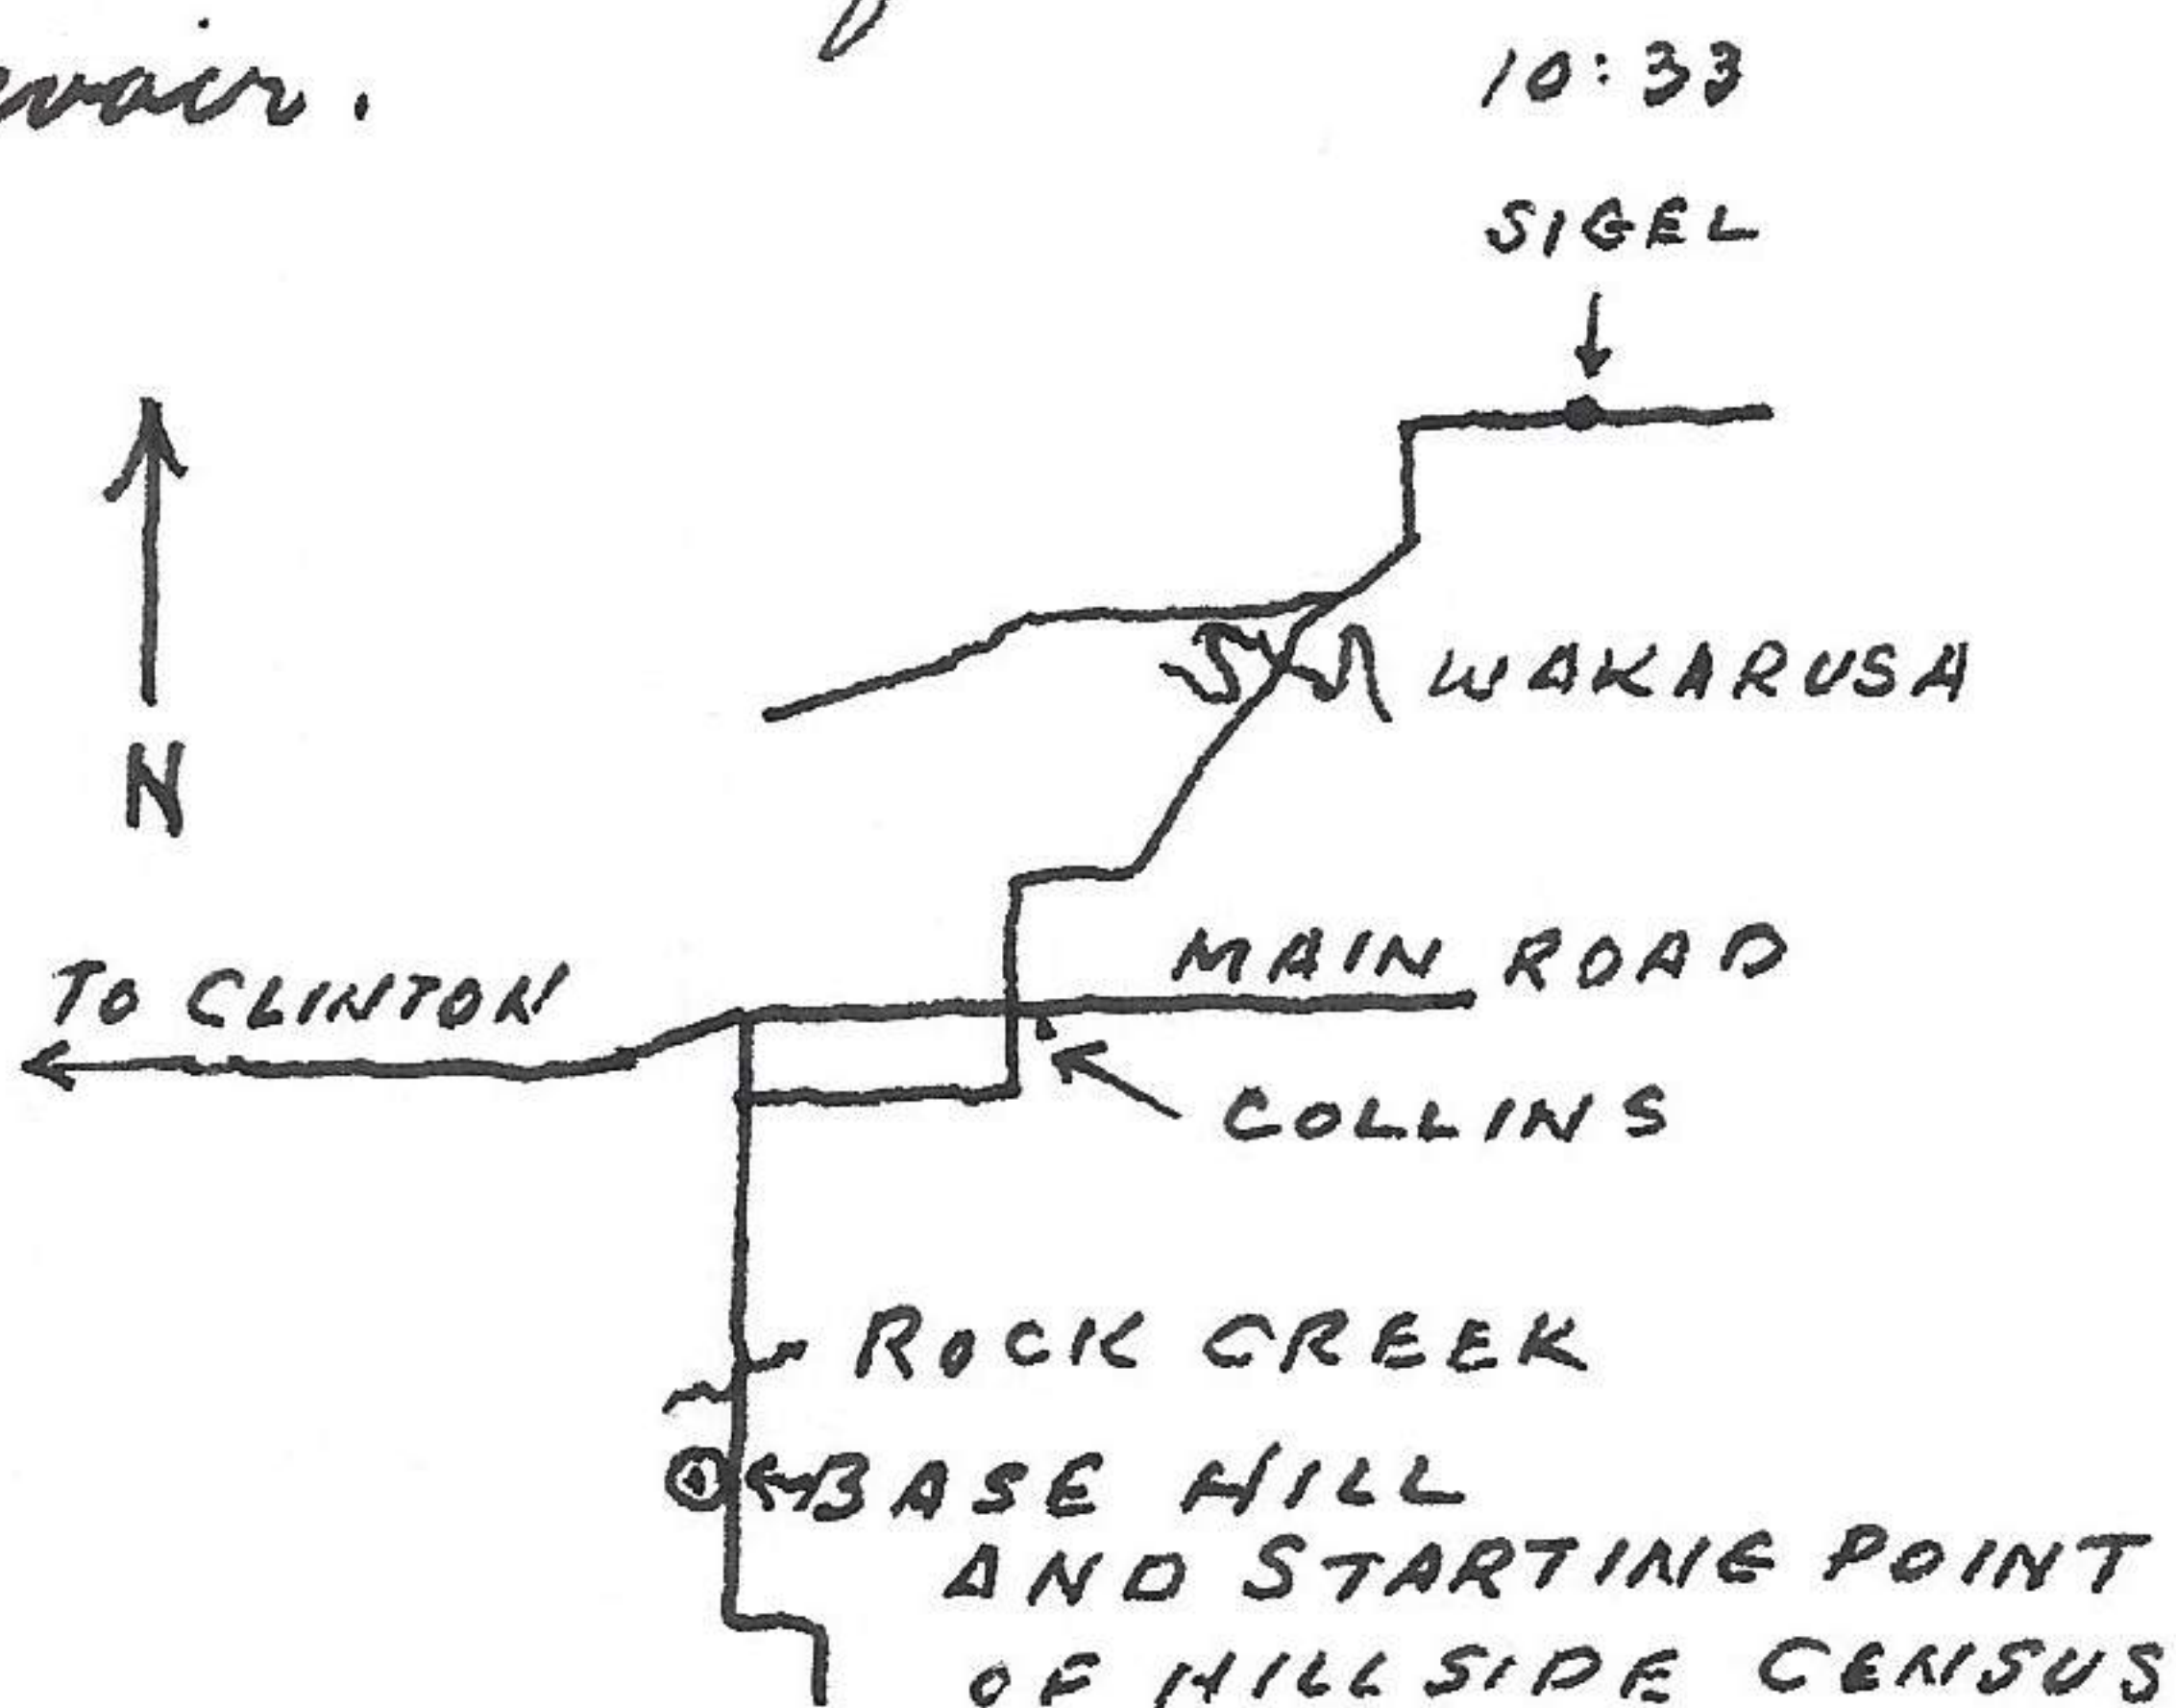 10:33
SIGEL
N
WAKARUSA
TO CLINTON
MAIN ROAD
COLLINS
ROCK CREEK
BASE HILL
AND STARTING POINT
OF HILLSIDE CENSUS